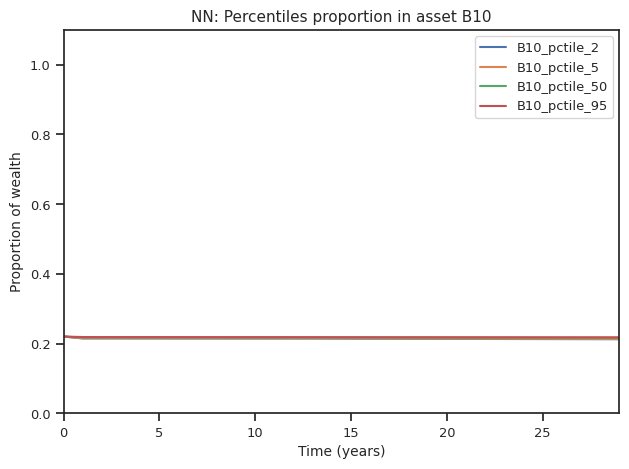 NN: Percentiles proportion in asset B10
B10_pctile_2
B10_pctile_5
B10_pctile_50
B10_pctile_95
Proportion of wealth
1.0
0.8
0.6
0.4
0.2
0.0
0 5 10 15 20 25
Time (years)